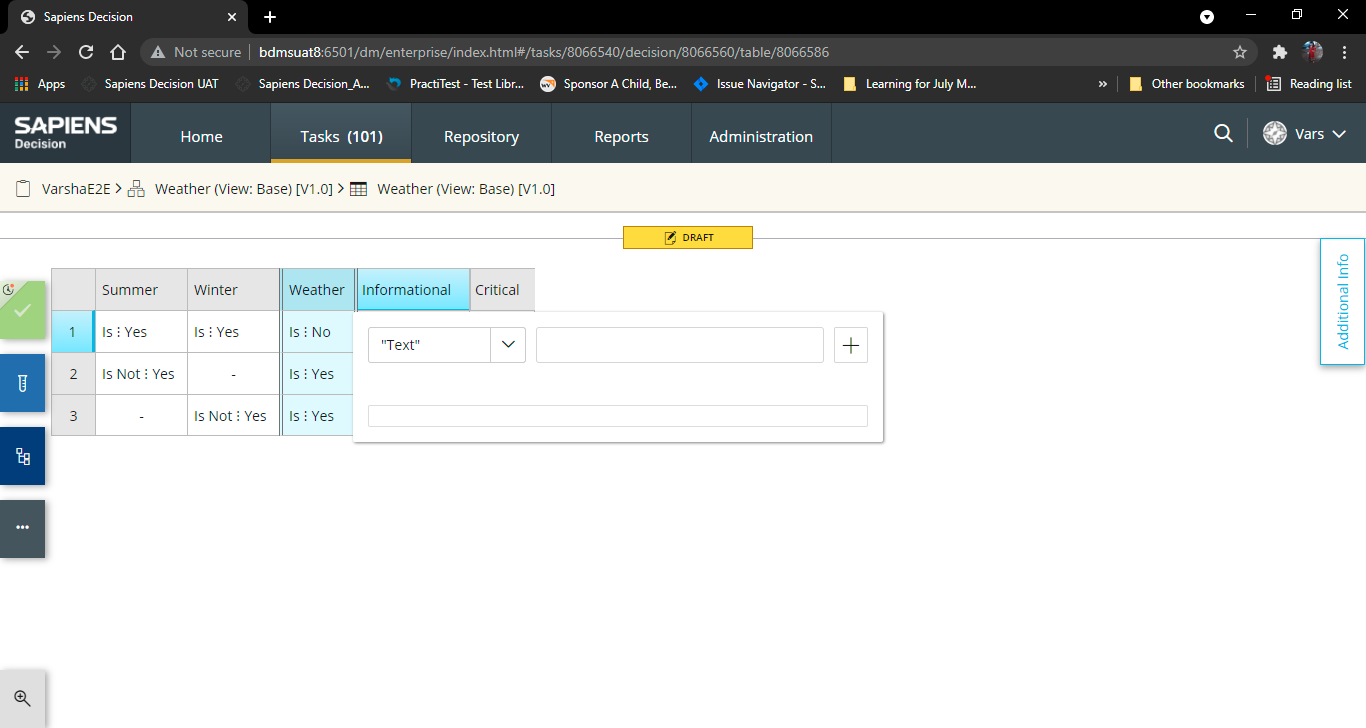 Sapiens Decision
Not secure bdmsuat8:6501/dm/enterprise/index.html#/tasks/8066540/decision/8066560/table/8066586
Apps Sapiens Decision UAT Sapiens Decision_A... PractiTest - Test Libr... Sponsor A Child, Be... Issue Navigator - S... Learning for July M... » Other bookmarks Reading list
SAPIENS
Decision
Home Tasks (101) Repository Reports Administration Vars
VarshaE2E > Weather (View: Base) [V1.0] > Weather (View: Base) [V1.0]
DRAFT
Additional Info
Summer Winter Weather Informational Critical
1 Is ⋮ Yes Is ⋮ Yes Is ⋮ No
"Text"
2 Is Not ⋮ Yes - Is ⋮ Yes
3 - Is Not ⋮ Yes Is ⋮ Yes